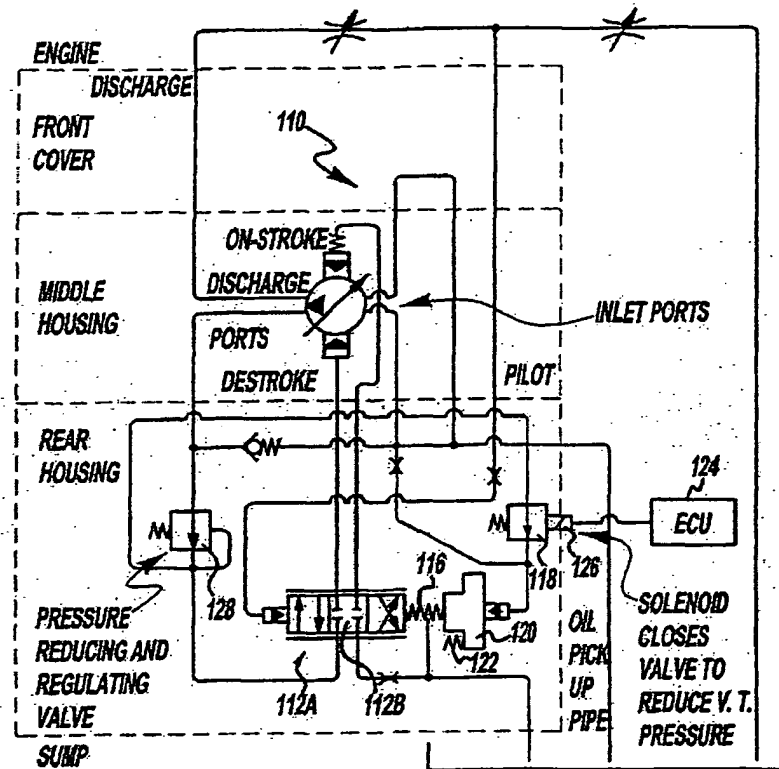 ENGINE
DISCHARGE
FRONT
COVER
110
ON-STROKE
MIDDLE
HOUSING
DISCHARGE
PORTS
INLET PORTS
DESTROKE
PILOT
REAR
HOUSING
124
ECU
116
118
126
128
120
122
PRESSURE
REDUCING AND
REGULATING
VALVE
112A
112B
OIL
PICK
UP
PIPE
SOLENOID
CLOSES
VALVE TO
REDUCE V. T.
PRESSURE
SUMP